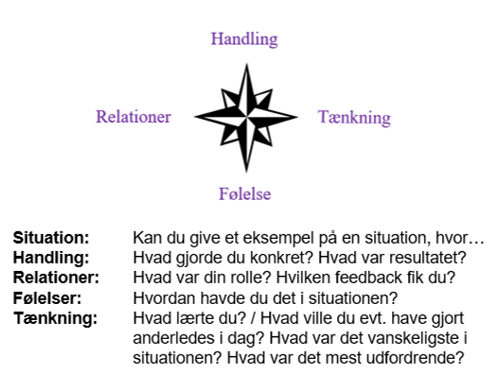 Handling
Relationer
Tænkning
Følelse
Situation: Kan du give et eksempel på en situation, hvor…
Handling: Hvad gjorde du konkret? Hvad var resultatet?
Relationer: Hvad var din rolle? Hvilken feedback fik du?
Følelser: Hvordan havde du det i situationen?
Tænkning: Hvad lærte du? / Hvad ville du evt. have gjort
anderledes i dag? Hvad var det vanskeligste i
situationen? Hvad var det mest udfordrende?